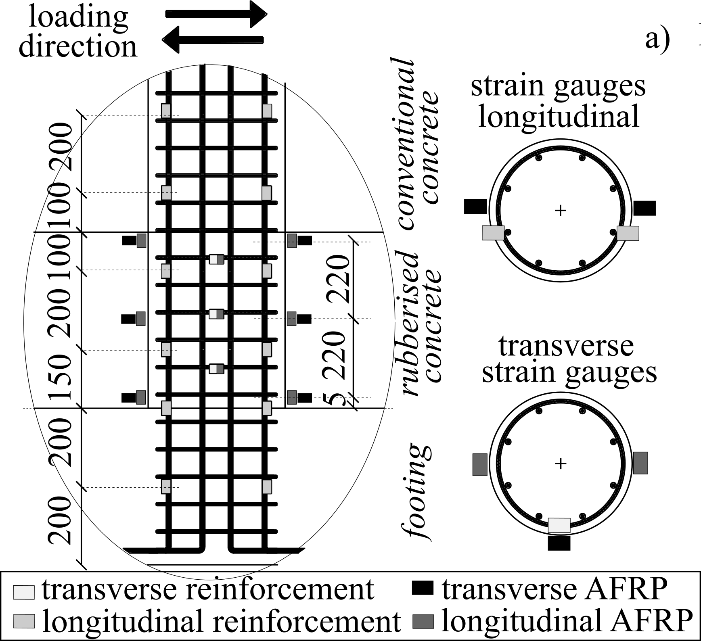 loading
direction
a)
strain gauges
longitudinal
conventional
concrete
200
100
100
200
150
200
200
220
220
5
rubberised
concrete
transverse
strain gauges
footing
transverse reinforcement
transverse AFRP
longitudinal reinforcement
longitudinal AFRP